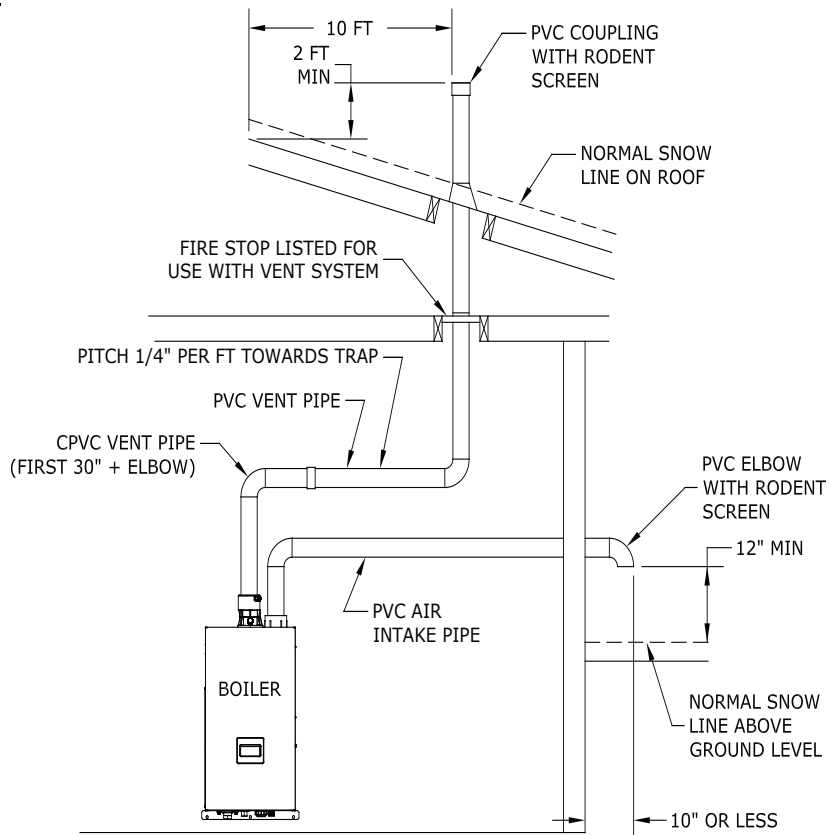 10 FT
2 FT
MIN
PVC COUPLING
WITH RODENT
SCREEN
NORMAL SNOW
LINE ON ROOF
FIRE STOP LISTED FOR
USE WITH VENT SYSTEM
PITCH 1/4" PER FT TOWARDS TRAP
PVC VENT PIPE
CPVC VENT PIPE
(FIRST 30" + ELBOW)
PVC ELBOW
WITH RODENT
SCREEN
12" MIN
PVC AIR
INTAKE PIPE
BOILER
NORMAL SNOW
LINE ABOVE
GROUND LEVEL
10" OR LESS